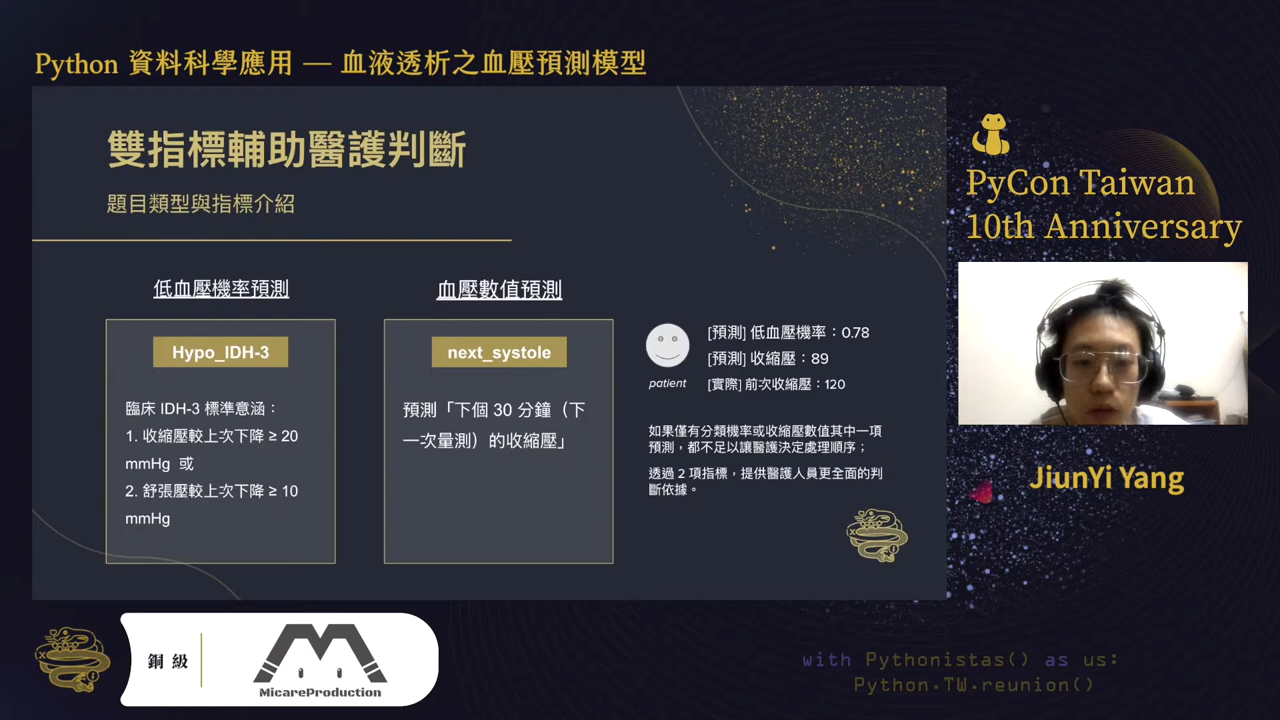 Python 資料科學應用 — 血液透析之血壓預測模型
雙指標輔助醫護判斷
題目類型與指標介紹
低血壓機率預測
Hypo_IDH-3
臨床 IDH-3 標準意涵：
1. 收縮壓較上次下降 ≥ 20
mmHg 或
2. 舒張壓較上次下降 ≥ 10
mmHg
血壓數值預測
next_systole
預測「下個 30 分鐘（下
一次量測）的收縮壓」
patient
[預測] 低血壓機率：0.78
[預測] 收縮壓：89
[實際] 前次收縮壓：120
如果僅有分類機率或收縮壓數值其中一項
預測，都不足以讓醫護決定處理順序；
透過 2 項指標，提供醫護人員更全面的判
斷依據。
PyCon Taiwan
10th Anniversary
JiunYi Yang
銅級
MicareProduction
with Pythonistas() as us:
Python.TW.reunion()